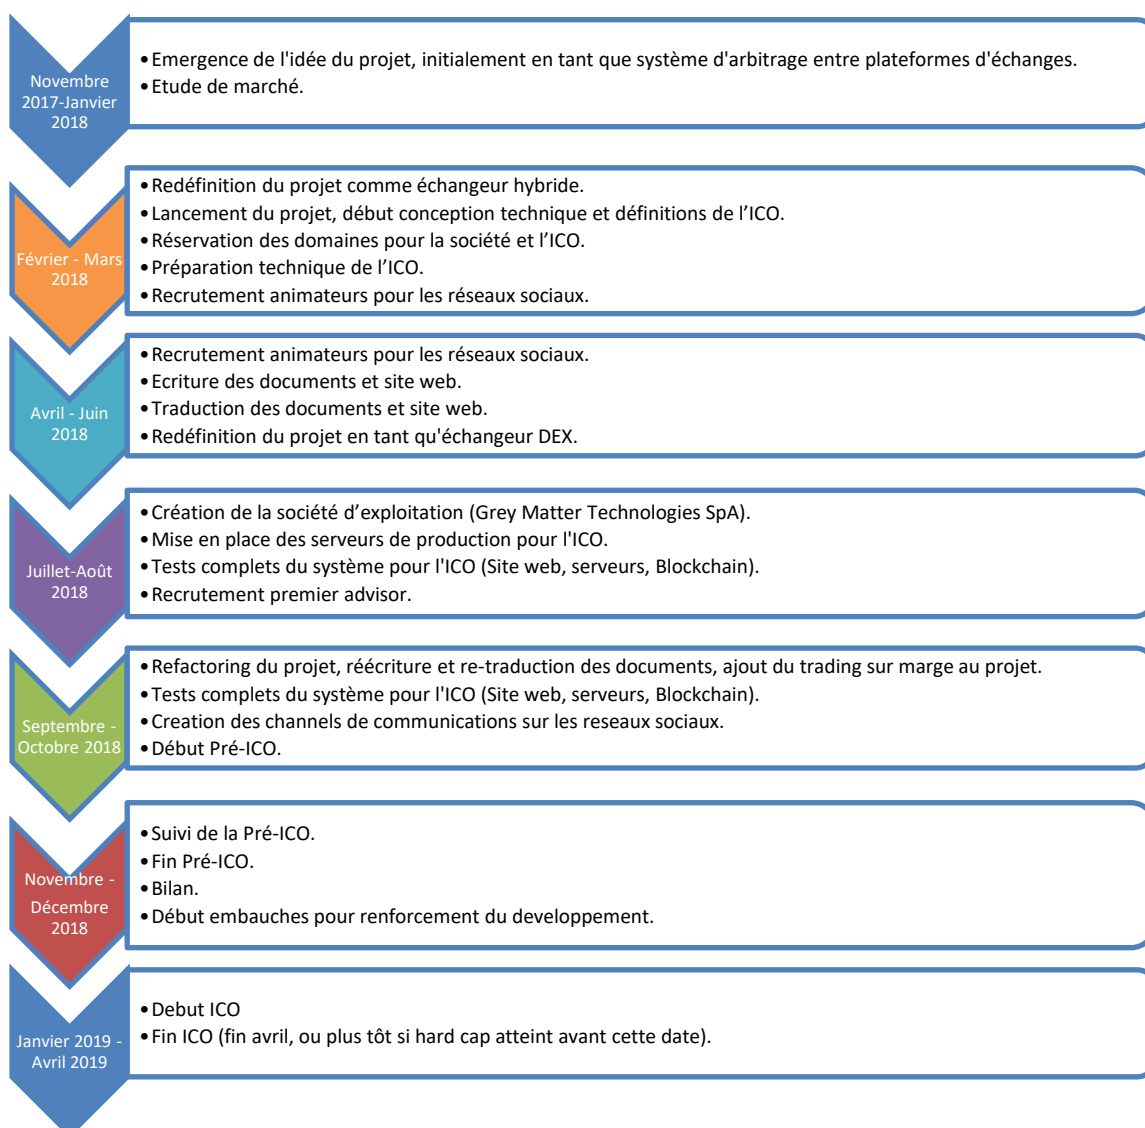 Novembre
2017-Janvier
2018
•Emergence de l'idée du projet, initialement en tant que système d'arbitrage entre plateformes d'échanges.
•Etude de marché.
Février - Mars
2018
•Redéfinition du projet comme échangeur hybride.
•Lancement du projet, début conception technique et définitions de l’ICO.
•Réservation des domaines pour la société et l’ICO.
•Préparation technique de l’ICO.
•Recrutement animateurs pour les réseaux sociaux.
Avril - Juin
2018
•Recrutement animateurs pour les réseaux sociaux.
•Ecriture des documents et site web.
•Traduction des documents et site web.
•Redéfinition du projet en tant qu'échangeur DEX.
Juillet-Août
2018
•Création de la société d’exploitation (Grey Matter Technologies SpA).
•Mise en place des serveurs de production pour l'ICO.
•Tests complets du système pour l'ICO (Site web, serveurs, Blockchain).
•Recrutement premier advisor.
Septembre -
Octobre 2018
•Refactoring du projet, réécriture et re-traduction des documents, ajout du trading sur marge au projet.
•Tests complets du système pour l'ICO (Site web, serveurs, Blockchain).
•Creation des channels de communications sur les reseaux sociaux.
•Début Pré-ICO.
Novembre -
Décembre
2018
•Suivi de la Pré-ICO.
•Fin Pré-ICO.
•Bilan.
•Début embauches pour renforcement du developpement.
Janvier 2019 -
Avril 2019
•Debut ICO
•Fin ICO (fin avril, ou plus tôt si hard cap atteint avant cette date).